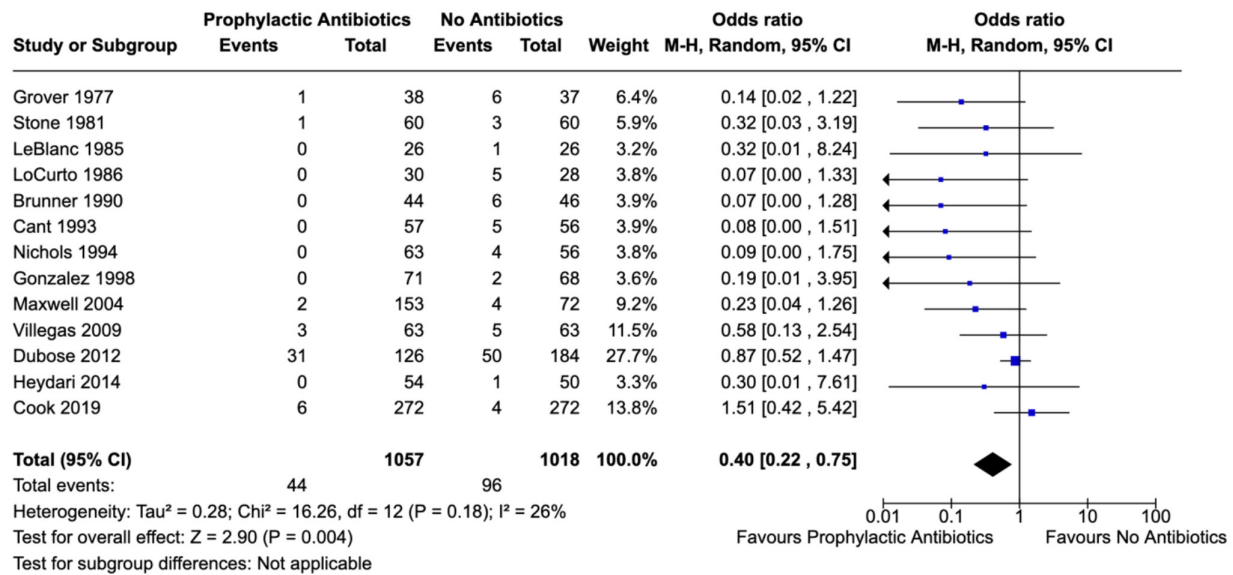 Prophylactic Antibiotics No Antibiotics Odds ratio Odds ratio
Study or Subgroup Events Total Events Total Weight M-H, Random, 95% CI M-H, Random, 95% CI
Grover 1977 1 38 6 37 6.4% 0.14 [0.02 , 1.22]
Stone 1981 1 60 3 60 5.9% 0.32 [0.03 , 3.19]
LeBlanc 1985 0 26 1 26 3.2% 0.32 [0.01 , 8.24]
LoCurto 1986 0 30 5 28 3.8% 0.07 [0.00 , 1.33]
Brunner 1990 0 44 6 46 3.9% 0.07 [0.00 , 1.28]
Cant 1993 0 57 5 56 3.9% 0.08 [0.00 , 1.51]
Nichols 1994 0 63 4 56 3.8% 0.09 [0.00 , 1.75]
Gonzalez 1998 0 71 2 68 3.6% 0.19 [0.01 , 3.95]
Maxwell 2004 2 153 4 72 9.2% 0.23 [0.04 , 1.26]
Villegas 2009 3 63 5 63 11.5% 0.58 [0.13 , 2.54]
Dubose 2012 31 126 50 184 27.7% 0.87 [0.52 , 1.47]
Heydari 2014 0 54 1 50 3.3% 0.30 [0.01 , 7.61]
Cook 2019 6 272 4 272 13.8% 1.51 [0.42 , 5.42]
Total (95% CI) 1057 1018 100.0% 0.40 [0.22 , 0.75]
Total events: 44 96
Heterogeneity: Tau² = 0.28; Chi² = 16.26, df = 12 (P = 0.18); I² = 26%
0.01 0.1 1 10 100
Test for overall effect: Z = 2.90 (P = 0.004)
Favours Prophylactic Antibiotics Favours No Antibiotics
Test for subgroup differences: Not applicable